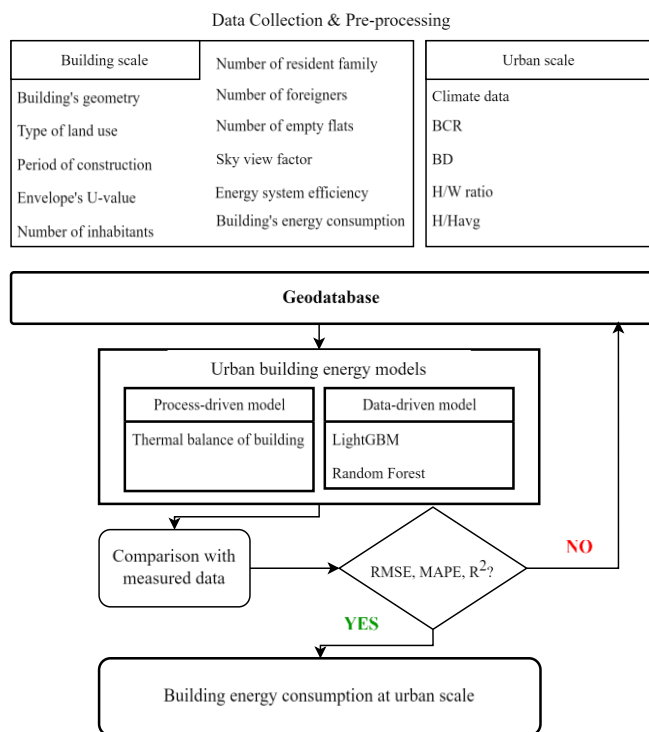 Data Collection & Pre-processing
Building scale
Building's geometry
Type of land use
Period of construction
Envelope's U-value
Number of inhabitants
Number of resident family
Number of foreigners
Number of empty flats
Sky view factor
Energy system efficiency
Building's energy consumption
Urban scale
Climate data
BCR
BD
H/W ratio
H/Havg
Geodatabase
Urban building energy models
Process-driven model
Thermal balance of building
Data-driven model
LightGBM
Random Forest
Comparison with
measured data
RMSE, MAPE, R²?
NO
YES
Building energy consumption at urban scale